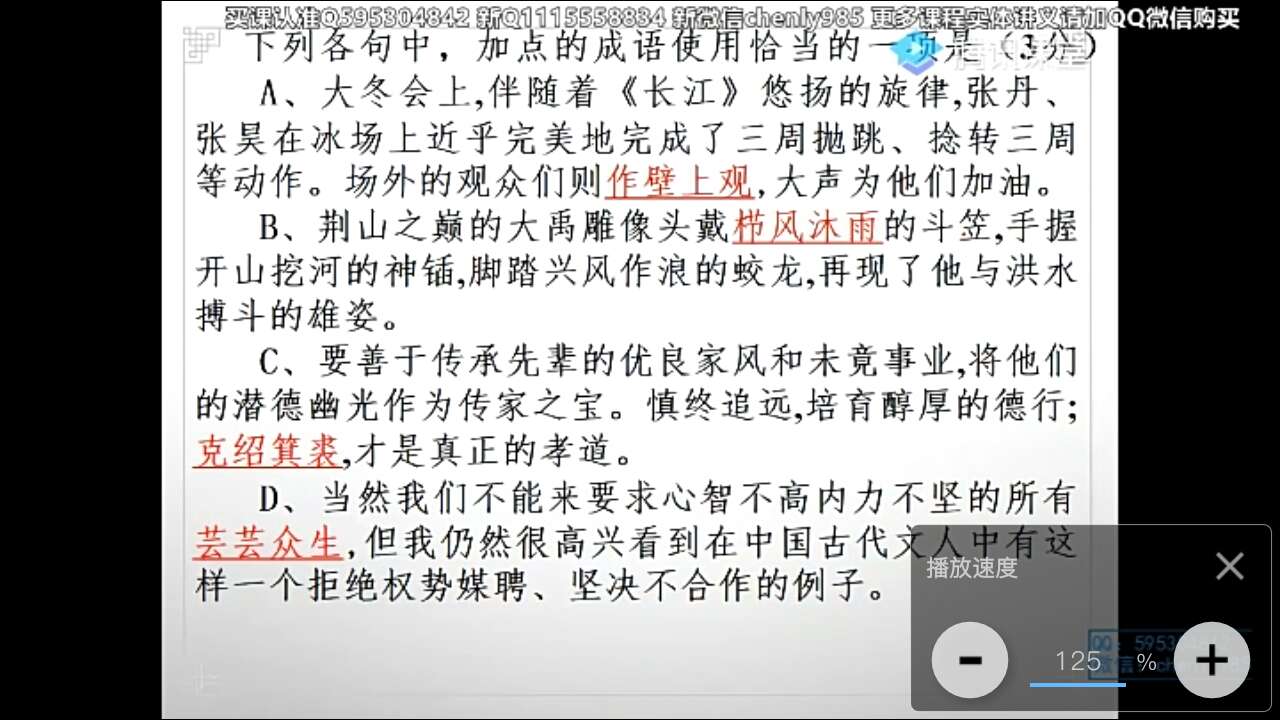 买课认准Q595304842 新Q1115558834 新微信chenly985 更多课程实体讲义请加QQ微信购买
下列各句中，加点的成语使用恰当的一项是（3分）
A、大冬会上,伴随着《长江》悠扬的旋律,张丹、
张昊在冰场上近乎完美地完成了三周抛跳、捻转三周
等动作。场外的观众们则作壁上观,大声为他们加油。
B、荆山之巅的大禹雕像头戴栉风沐雨的斗笠,手握
开山挖河的神锸,脚踏兴风作浪的蛟龙,再现了他与洪水
搏斗的雄姿。
C、要善于传承先辈的优良家风和未竟事业,将他们
的潜德幽光作为传家之宝。慎终追远,培育醇厚的德行;
克绍箕裘,才是真正的孝道。
D、当然我们不能来要求心智不高内力不坚的所有
芸芸众生,但我仍然很高兴看到在中国古代文人中有这
样一个拒绝权势媒聘、坚决不合作的例子。
播放速度
- 125 % +